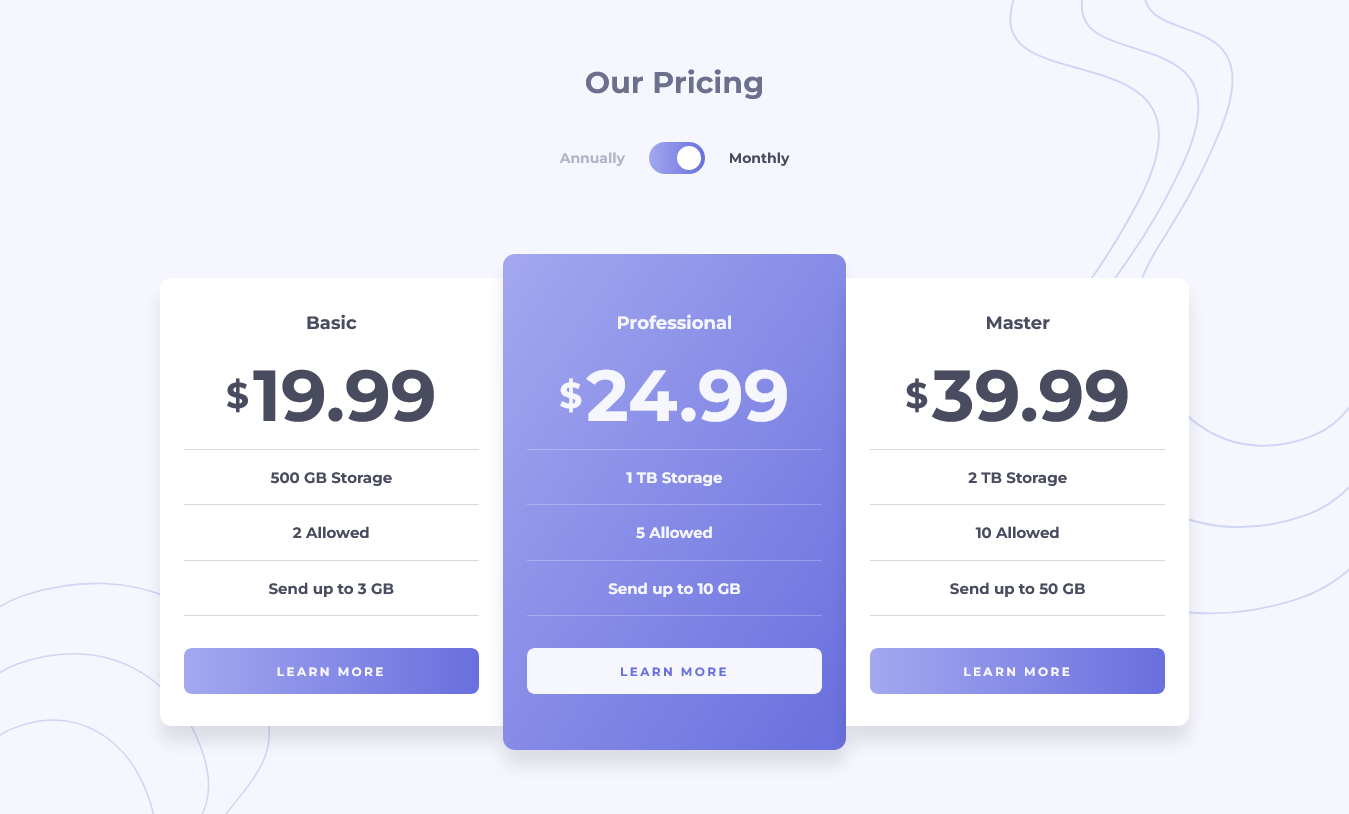 Our Pricing
Annually Monthly
Basic
$19.99
500 GB Storage
2 Allowed
Send up to 3 GB
LEARN MORE
Professional
$24.99
1 TB Storage
5 Allowed
Send up to 10 GB
LEARN MORE
Master
$39.99
2 TB Storage
10 Allowed
Send up to 50 GB
LEARN MORE